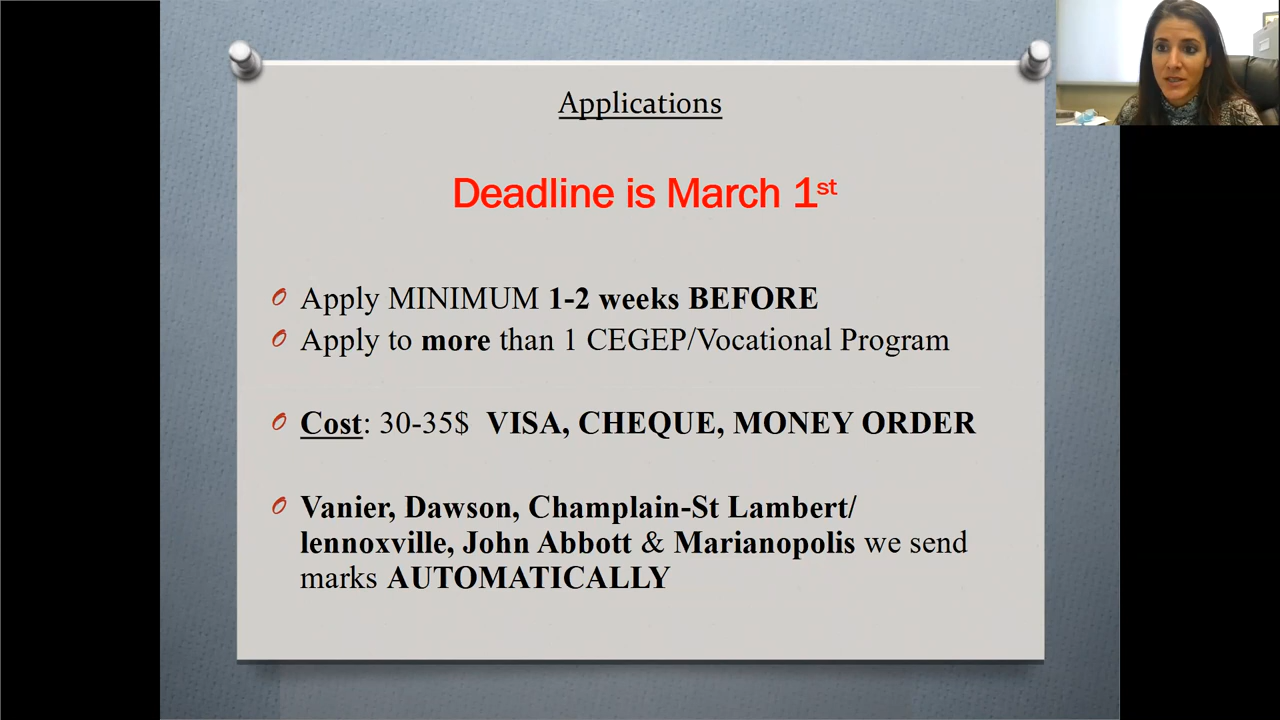 Applications
Deadline is March 1st
Apply MINIMUM 1-2 weeks BEFORE
Apply to more than 1 CEGEP/Vocational Program
Cost: 30-35$ VISA, CHEQUE, MONEY ORDER
Vanier, Dawson, Champlain-St Lambert/
lennoxville, John Abbott & Marianopolis we send
marks AUTOMATICALLY